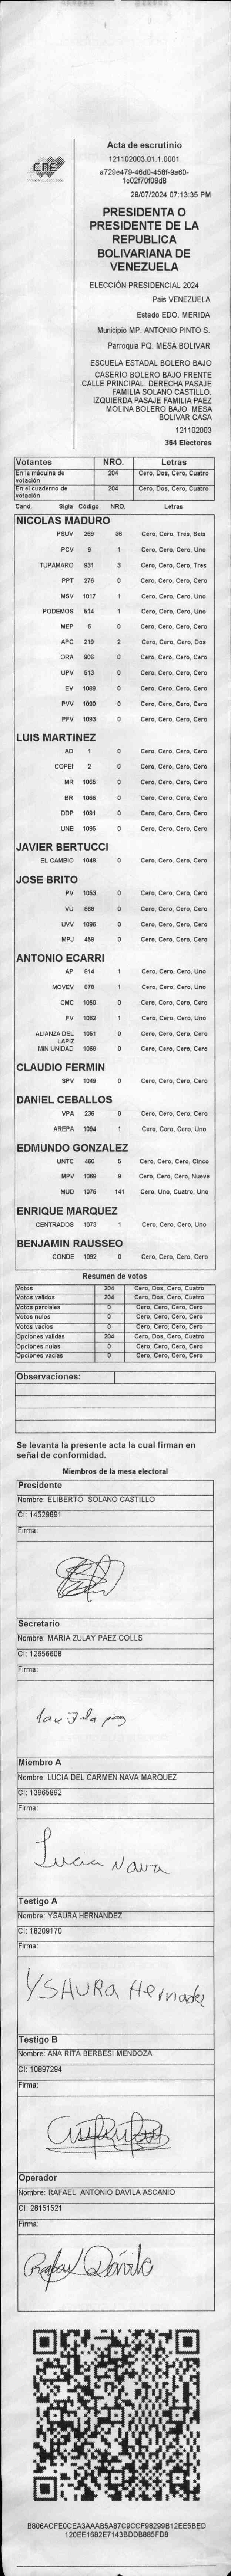 CNE
Acta de escrutinio
121102003.01.1.0001
a729e479-46d0-458f-9a60-
1c02f70f08d8
28/07/2024 07:13:35 PM
PRESIDENTA O
PRESIDENTE DE LA
REPUBLICA
BOLIVARIANA DE
VENEZUELA
ELECCIÓN PRESIDENCIAL 2024
Pais VENEZUELA
Estado EDO. MERIDA
Municipio MP. ANTONIO PINTO S.
Parroquia PQ. MESA BOLIVAR
ESCUELA ESTADAL BOLERO BAJO
CASERIO BOLERO BAJO FRENTE
CALLE PRINCIPAL. DERECHA PASAJE
FAMILIA SOLANO CASTILLO.
IZQUIERDA PASAJE FAMILIA PAEZ
MOLINA BOLERO BAJO MESA
BOLIVAR CASA
121102003
364 Electores
Votantes NRO. Letras
En la máquina de votación 204 Cero, Dos, Cero, Cuatro
En el cuaderno de votación 204 Cero, Dos, Cero, Cuatro
Cand. Sigla Código NRO. Letras
NICOLAS MADURO
PSUV 269 36 Cero, Cero, Tres, Seis
PCV 9 1 Cero, Cero, Cero, Uno
TUPAMARO 931 3 Cero, Cero, Cero, Tres
PPT 276 0 Cero, Cero, Cero, Cero
MSV 1017 1 Cero, Cero, Cero, Uno
PODEMOS 514 1 Cero, Cero, Cero, Uno
MEP 6 0 Cero, Cero, Cero, Cero
APC 219 2 Cero, Cero, Cero, Dos
ORA 906 0 Cero, Cero, Cero, Cero
UPV 513 0 Cero, Cero, Cero, Cero
EV 1089 0 Cero, Cero, Cero, Cero
PVV 1090 0 Cero, Cero, Cero, Cero
PFV 1093 0 Cero, Cero, Cero, Cero
LUIS MARTINEZ
AD 1 0 Cero, Cero, Cero, Cero
COPEI 2 0 Cero, Cero, Cero, Cero
MR 1065 0 Cero, Cero, Cero, Cero
BR 1066 0 Cero, Cero, Cero, Cero
DDP 1091 0 Cero, Cero, Cero, Cero
UNE 1095 0 Cero, Cero, Cero, Cero
JAVIER BERTUCCI
EL CAMBIO 1048 0 Cero, Cero, Cero, Cero
JOSE BRITO
PV 1053 0 Cero, Cero, Cero, Cero
VU 868 0 Cero, Cero, Cero, Cero
UVV 1096 0 Cero, Cero, Cero, Cero
MPJ 459 0 Cero, Cero, Cero, Cero
ANTONIO ECARRI
AP 814 1 Cero, Cero, Cero, Uno
MOVEV 878 1 Cero, Cero, Cero, Uno
CMC 1050 0 Cero, Cero, Cero, Cero
FV 1062 1 Cero, Cero, Cero, Uno
ALIANZA DEL LAPIZ 1051 0 Cero, Cero, Cero, Cero
MIN UNIDAD 1069 0 Cero, Cero, Cero, Cero
CLAUDIO FERMIN
SPV 1049 0 Cero, Cero, Cero, Cero
DANIEL CEBALLOS
VPA 236 0 Cero, Cero, Cero, Cero
AREPA 1094 1 Cero, Cero, Cero, Uno
EDMUNDO GONZALEZ
UNTC 460 5 Cero, Cero, Cero, Cinco
MPV 1069 9 Cero, Cero, Cero, Nueve
MUD 1075 141 Cero, Uno, Cuatro, Uno
ENRIQUE MARQUEZ
CENTRADOS 1073 1 Cero, Cero, Cero, Uno
BENJAMIN RAUSSEO
CONDE 1092 0 Cero, Cero, Cero, Cero
Resumen de votos
Votos 204 Cero, Dos, Cero, Cuatro
Votos validos 204 Cero, Dos, Cero, Cuatro
Votos parciales 0 Cero, Cero, Cero, Cero
Votos nulos 0 Cero, Cero, Cero, Cero
Votos vacios 0 Cero, Cero, Cero, Cero
Opciones validas 204 Cero, Dos, Cero, Cuatro
Opciones nulas 0 Cero, Cero, Cero, Cero
Opciones vacias 0 Cero, Cero, Cero, Cero
Observaciones:
Se levanta la presente acta la cual firman en
señal de conformidad.
Miembros de la mesa electoral
Presidente
Nombre: ELIBERTO SOLANO CASTILLO
CI: 14529891
Firma:
Secretario
Nombre: MARIA ZULAY PAEZ COLLS
CI: 12656608
Firma:
Miembro A
Nombre: LUCIA DEL CARMEN NAVA MARQUEZ
CI: 13965892
Firma:
Lucia Nava
Testigo A
Nombre: YSAURA HERNANDEZ
CI: 18209170
Firma:
YSAURA Hernadez
Testigo B
Nombre: ANA RITA BERBESI MENDOZA
CI: 10897294
Firma:
Operador
Nombre: RAFAEL ANTONIO DAVILA ASCANIO
CI: 28151521
Firma:
Rafael Dávila
B806ACFE0CEA3AAAB5A87C9CCF98299B12EE5BED
120EE1682E7143BDDB885FD8